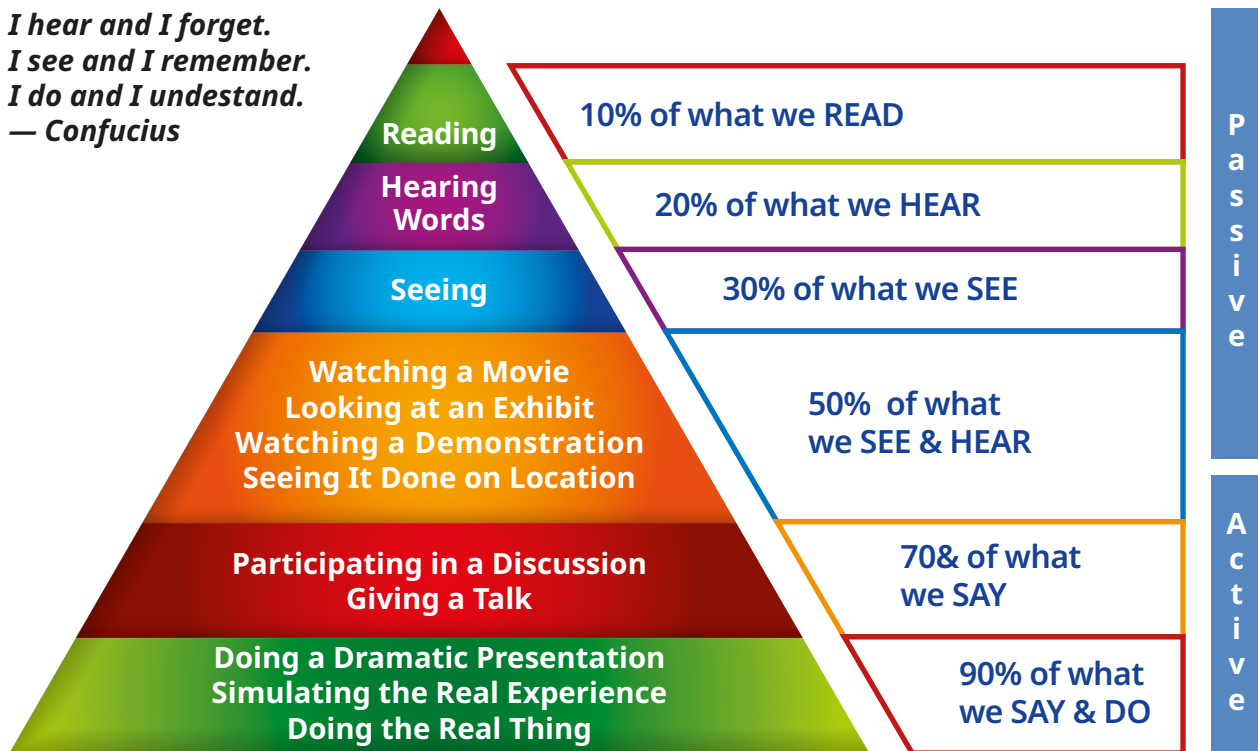 I hear and I forget.
I see and I remember.
I do and I undestand.
— Confucius
Reading
10% of what we READ
Hearing
Words
20% of what we HEAR
Seeing
30% of what we SEE
Watching a Movie
Looking at an Exhibit
Watching a Demonstration
Seeing It Done on Location
50%  of what
we SEE & HEAR
Participating in a Discussion
Giving a Talk
70& of what
we SAY
Doing a Dramatic Presentation
Simulating the Real Experience
Doing the Real Thing
90% of what
we SAY & DO
Passive
Active